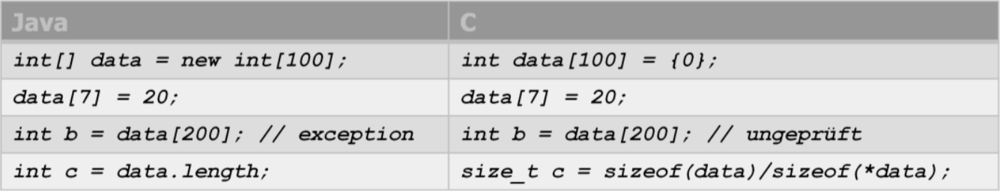 Java C
int[] data = new int[100]; int data[100] = {0};
data[7] = 20; data[7] = 20;
int b = data[200]; // exception int b = data[200]; // ungeprüft
int c = data.length; size_t c = sizeof(data)/sizeof(*data);